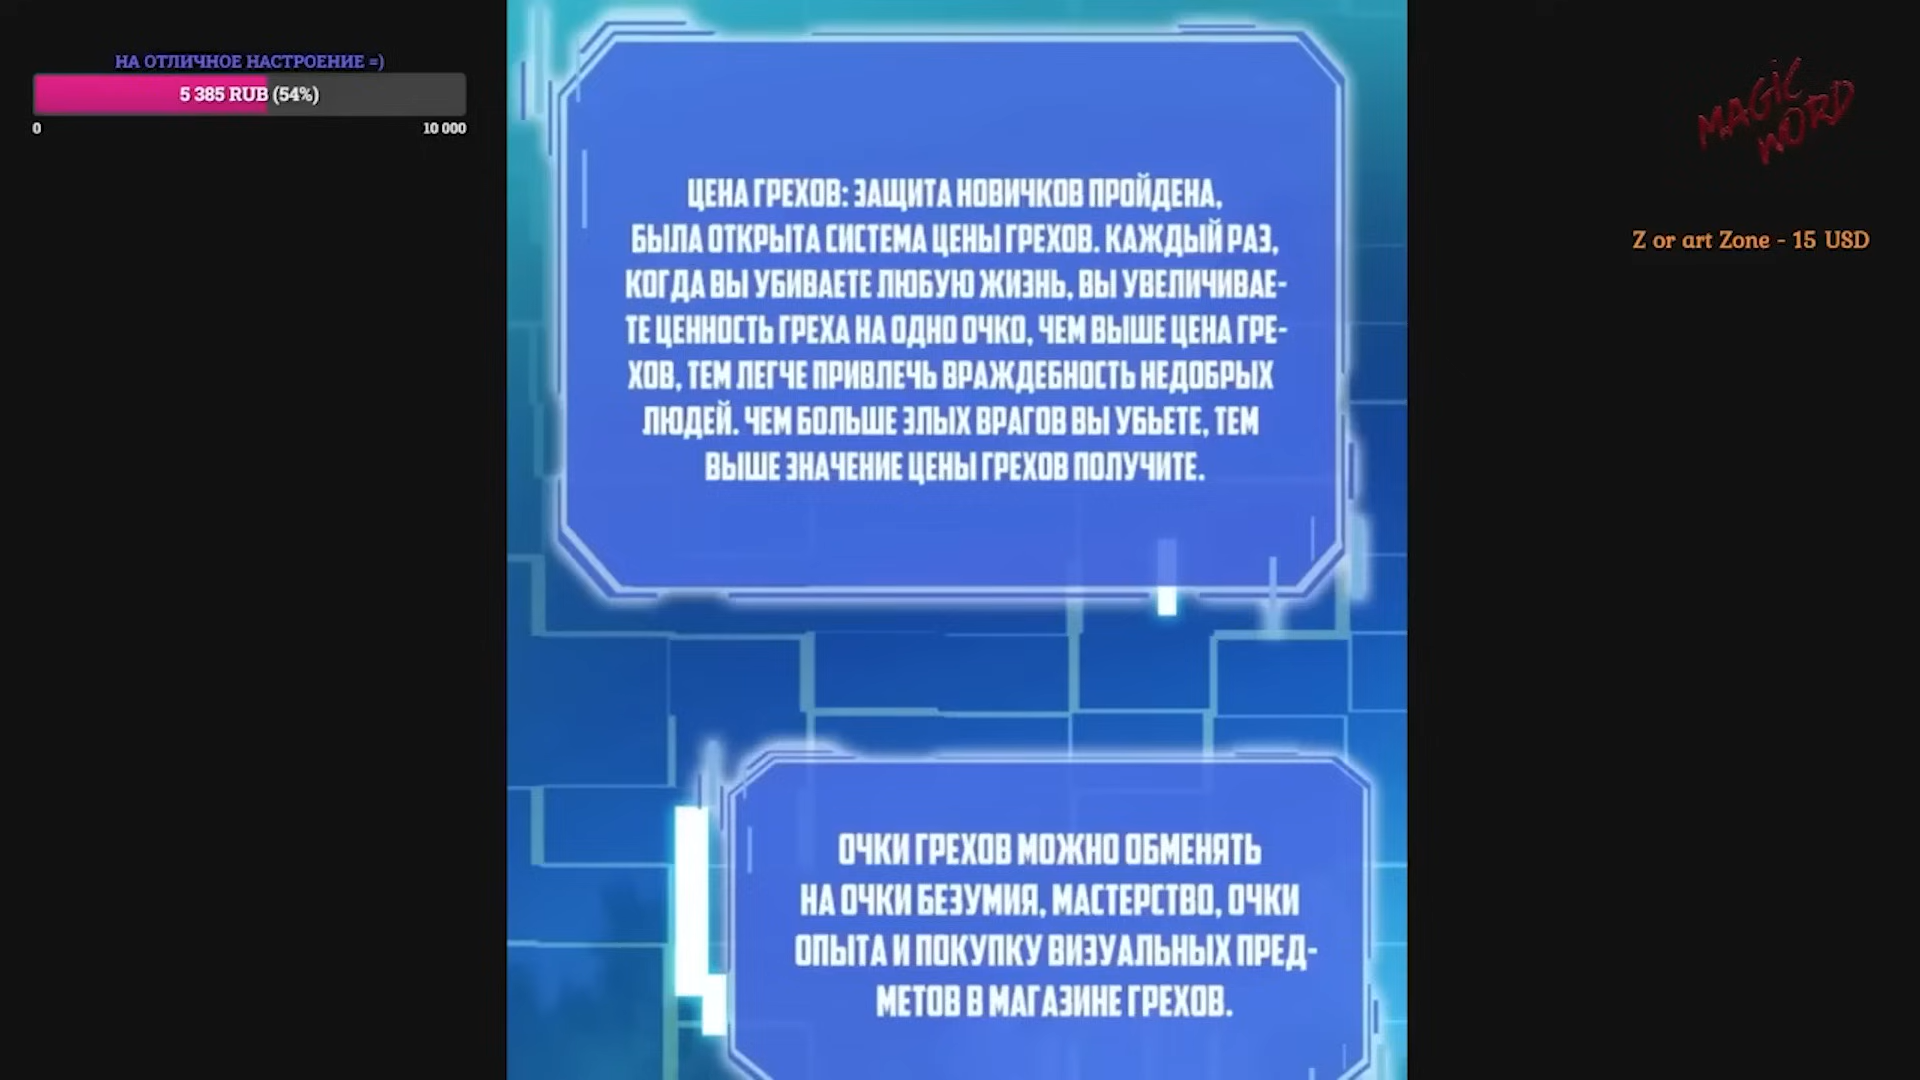 НА ОТЛИЧНОЕ НАСТРОЕНИЕ =)
5 385 RUB (54%)
0
10 000
MAGIC
WORD
Z or art Zone - 15 USD
ЦЕНА ГРЕХОВ: ЗАЩИТА НОВИЧКОВ ПРОЙДЕНА,
БЫЛА ОТКРЫТА СИСТЕМА ЦЕНЫ ГРЕХОВ. КАЖДЫЙ РАЗ,
КОГДА ВЫ УБИВАЕТЕ ЛЮБУЮ ЖИЗНЬ, ВЫ УВЕЛИЧИВАЕ-
ТЕ ЦЕННОСТЬ ГРЕХА НА ОДНО ОЧКО, ЧЕМ ВЫШЕ ЦЕНА ГРЕ-
ХОВ, ТЕМ ЛЕГЧЕ ПРИВЛЕЧЬ ВРАЖДЕБНОСТЬ НЕДОБРЫХ
ЛЮДЕЙ. ЧЕМ БОЛЬШЕ ЗЛЫХ ВРАГОВ ВЫ УБЬЕТЕ, ТЕМ
ВЫШЕ ЗНАЧЕНИЕ ЦЕНЫ ГРЕХОВ ПОЛУЧИТЕ.
ОЧКИ ГРЕХОВ МОЖНО ОБМЕНЯТЬ
НА ОЧКИ БЕЗУМИЯ, МАСТЕРСТВО, ОЧКИ
ОПЫТА И ПОКУПКУ ВИЗУАЛЬНЫХ ПРЕД-
МЕТОВ В МАГАЗИНЕ ГРЕХОВ.